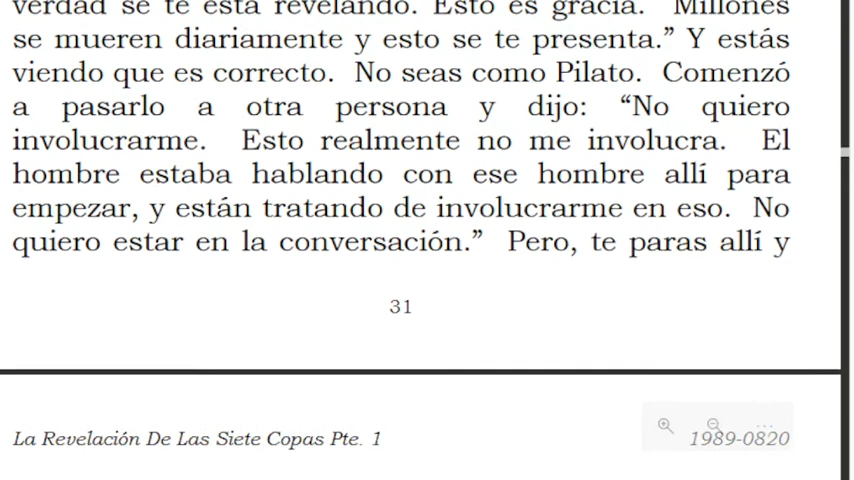 verdad se te está revelando. Esto es gracia. "Millones
se mueren diariamente y esto se te presenta.” Y estás
viendo que es correcto. No seas como Pilato. Comenzó
a pasarlo a otra persona y dijo: “No quiero
involucrarme. Esto realmente no me involucra. El
hombre estaba hablando con ese hombre allí para
empezar, y están tratando de involucrarme en eso. No
quiero estar en la conversación.” Pero, te paras allí y
31
La Revelación De Las Siete Copas Pte. 1 1989-0820